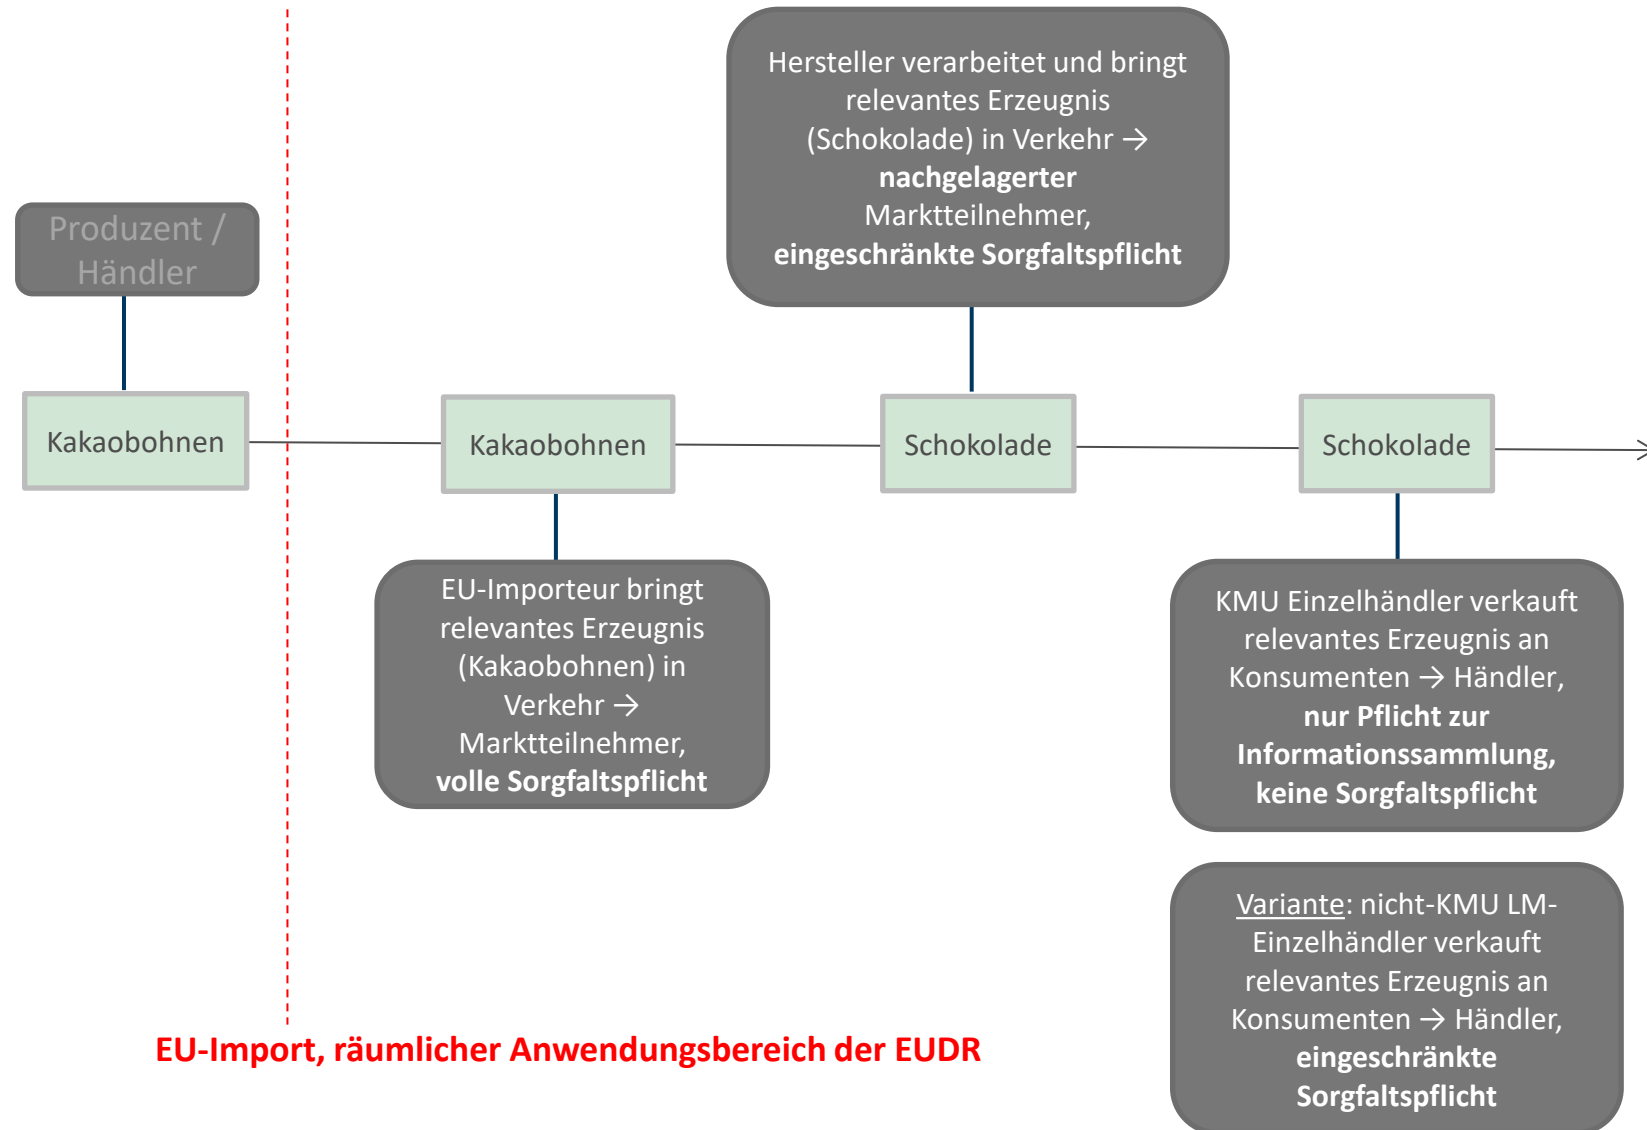 Hersteller verarbeitet und bringt
relevantes Erzeugnis
(Schokolade) in Verkehr →
nachgelagerter
Marktteilnehmer,
eingeschränkte Sorgfaltspflicht
Produzent /
Händler
Kakaobohnen
Kakaobohnen
Schokolade
Schokolade
EU-Importeur bringt
relevantes Erzeugnis
(Kakaobohnen) in
Verkehr →
Marktteilnehmer,
volle Sorgfaltspflicht
KMU Einzelhändler verkauft
relevantes Erzeugnis an
Konsumenten → Händler,
nur Pflicht zur
Informationssammlung,
keine Sorgfaltspflicht
Variante: nicht-KMU LM-
Einzelhändler verkauft
relevantes Erzeugnis an
Konsumenten → Händler,
eingeschränkte
Sorgfaltspflicht
EU-Import, räumlicher Anwendungsbereich der EUDR